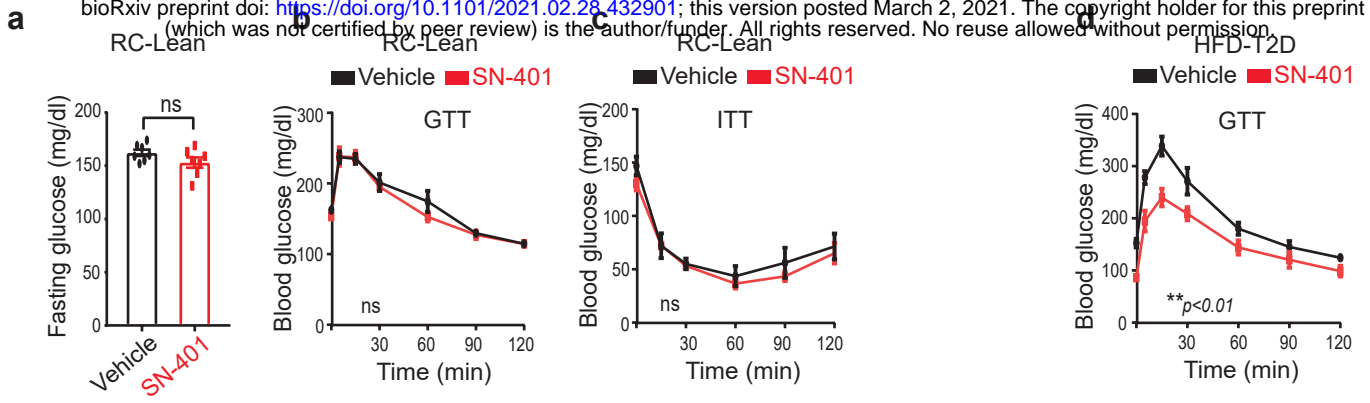 bioRxiv preprint doi: https://doi.org/10.1101/2021.02.28.432901; this version posted March 2, 2021. The copyright holder for this preprint
(which was not certified by peer review) is the author/funder. All rights reserved. No reuse allowed without permission.
a
RC-Lean
Fasting glucose (mg/dl)
200
150
100
50
0
ns
Vehicle
SN-401
b
RC-Lean
Vehicle SN-401
GTT
Blood glucose (mg/dl)
300
200
100
0
ns
30 60 90 120
Time (min)
c
RC-Lean
Vehicle SN-401
ITT
Blood glucose (mg/dl)
200
150
100
50
0
ns
30 60 90 120
Time (min)
d
HFD-T2D
Vehicle SN-401
GTT
Blood glucose (mg/dl)
400
300
200
100
0
**p<0.01
30 60 90 120
Time (min)